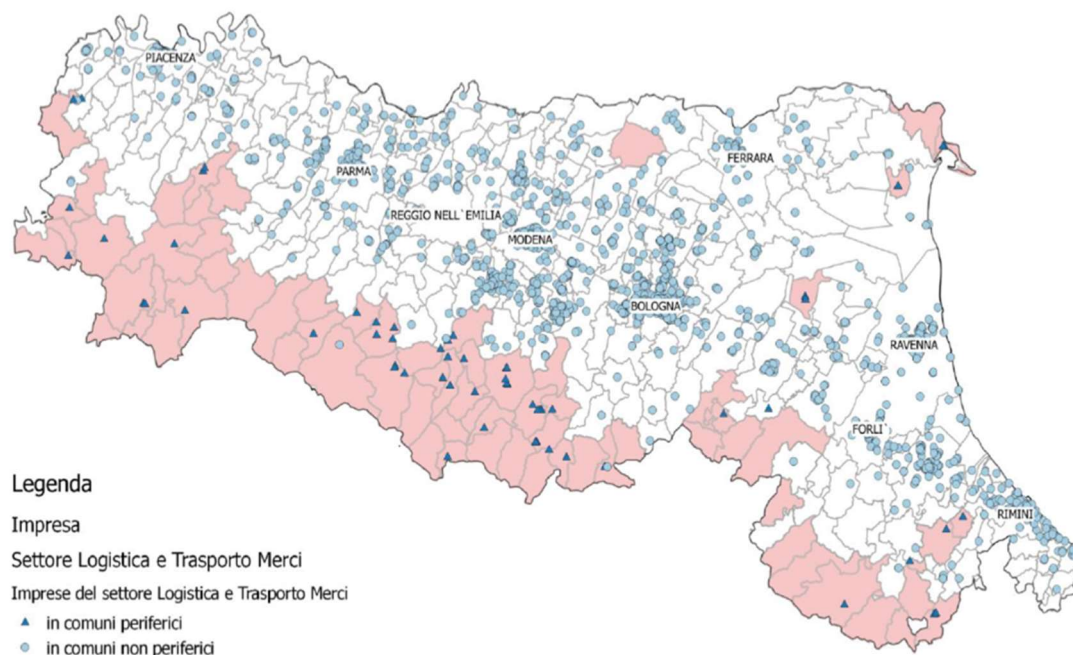 PIACENZA
PARMA
FERRARA
REGGIO NELL`EMILIA
MODENA
BOLOGNA
RAVENNA
FORLI`
RIMINI
Legenda
Impresa
Settore Logistica e Trasporto Merci
Imprese del settore Logistica e Trasporto Merci
in comuni periferici
in comuni non periferici